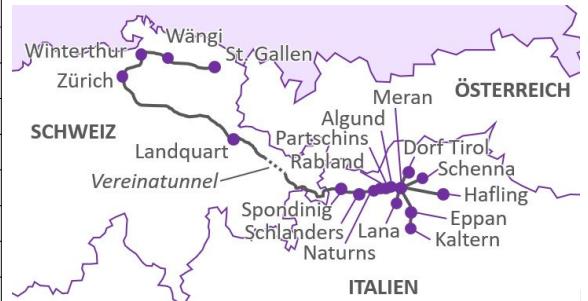 Wängi
Winterthur
St. Gallen
Zürich
ÖSTERREICH
Meran
Algund
SCHWEIZ
Partschins
Dorf Tirol
Landquart
Rabland
Schenna
Vereinatunnel
Hafling
Spondinig
Eppan
Schlanders
Lana
Kaltern
Naturns
ITALIEN